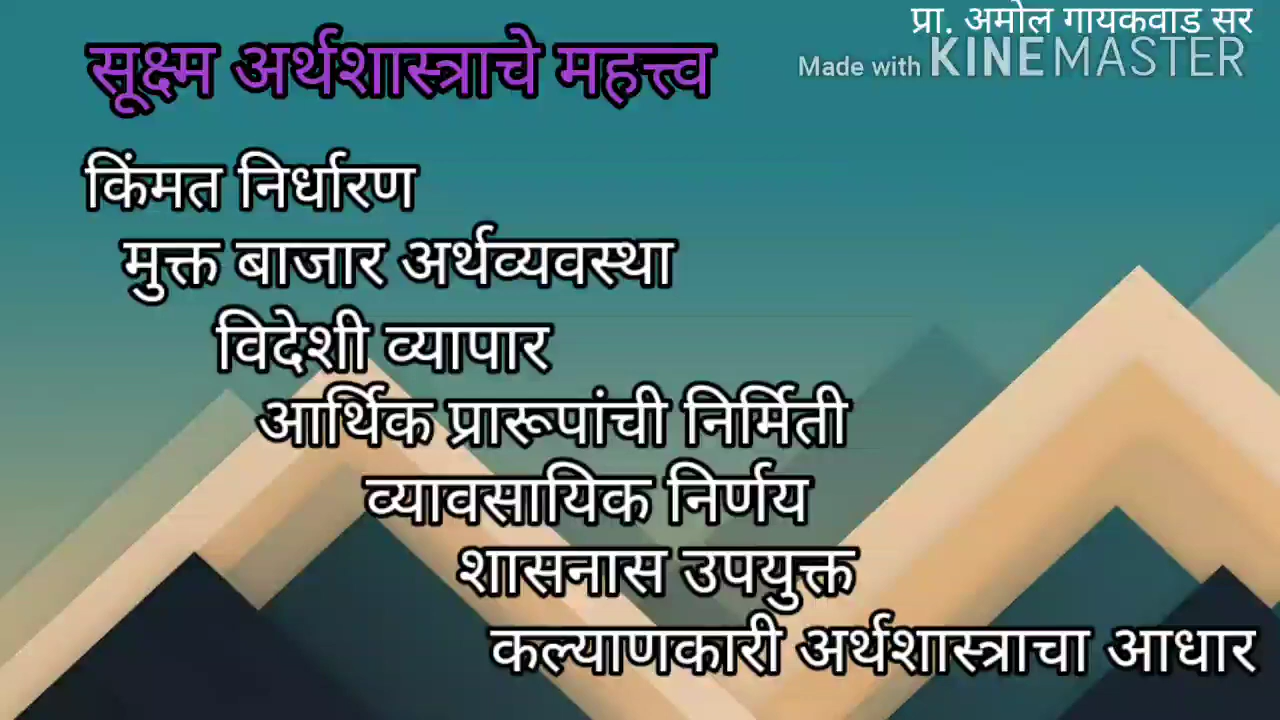 प्रा. अमोल गायकवाड सर
Made with KINEMASTER
सूक्ष्म अर्थशास्त्राचे महत्त्व
किंमत निर्धारण
मुक्त बाजार अर्थव्यवस्था
विदेशी व्यापार
आर्थिक प्रारूपांची निर्मिती
व्यावसायिक निर्णय
शासनास उपयुक्त
कल्याणकारी अर्थशास्त्राचा आधार